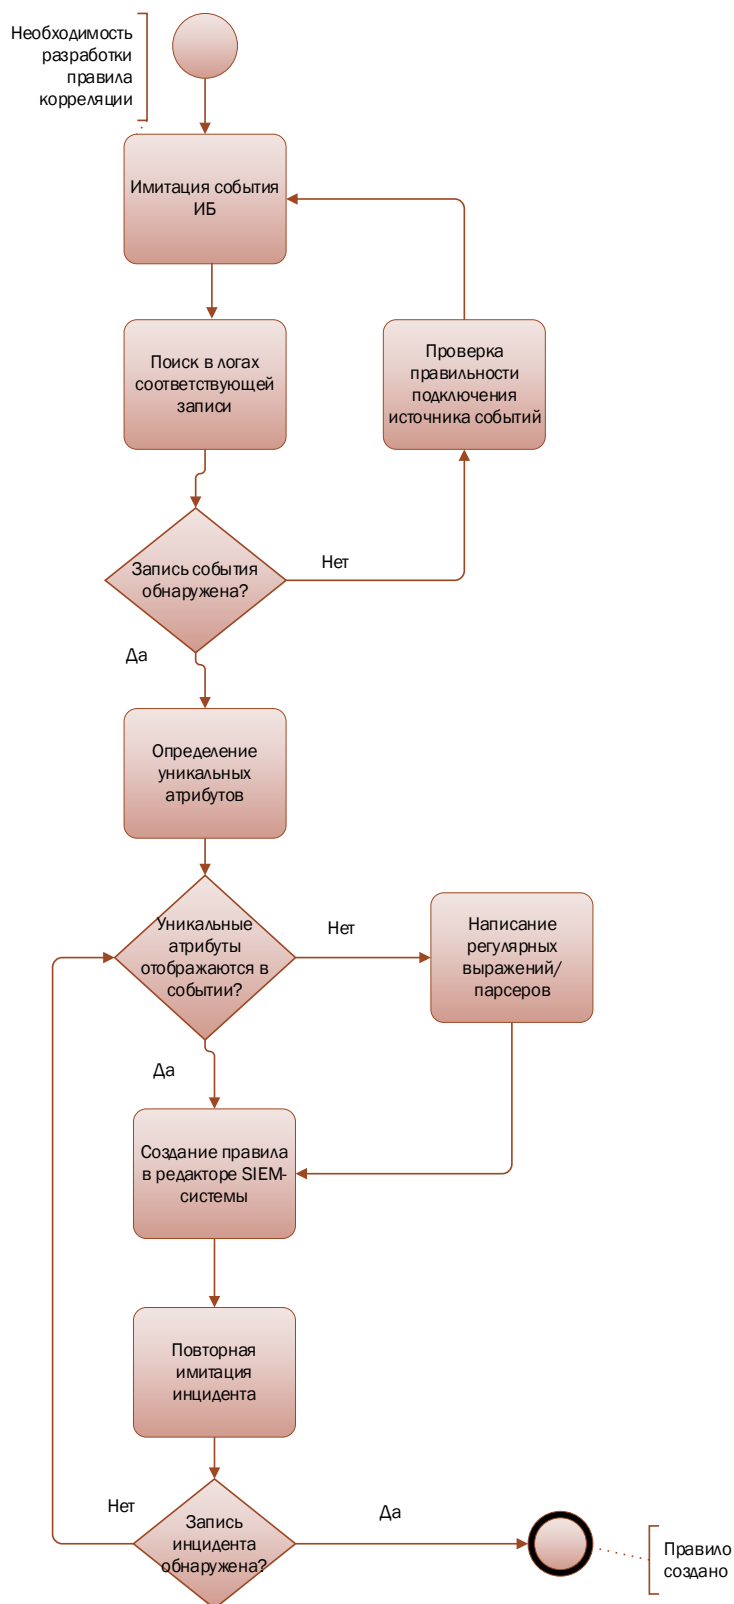 Необходимость
разработки
правила
корреляции
Имитация события
ИБ
Поиск в логах
соответствующей
записи
Проверка
правильности
подключения
источника событий
Запись события
обнаружена?
Нет
Да
Определение
уникальных
атрибутов
Уникальные
атрибуты
отображаются в
событии?
Нет
Написание
регулярных
выражений/
парсеров
Да
Создание правила
в редакторе SIEM-
системы
Повторная
имитация
инцидента
Нет
Запись
инцидента
обнаружена?
Да
Правило
создано